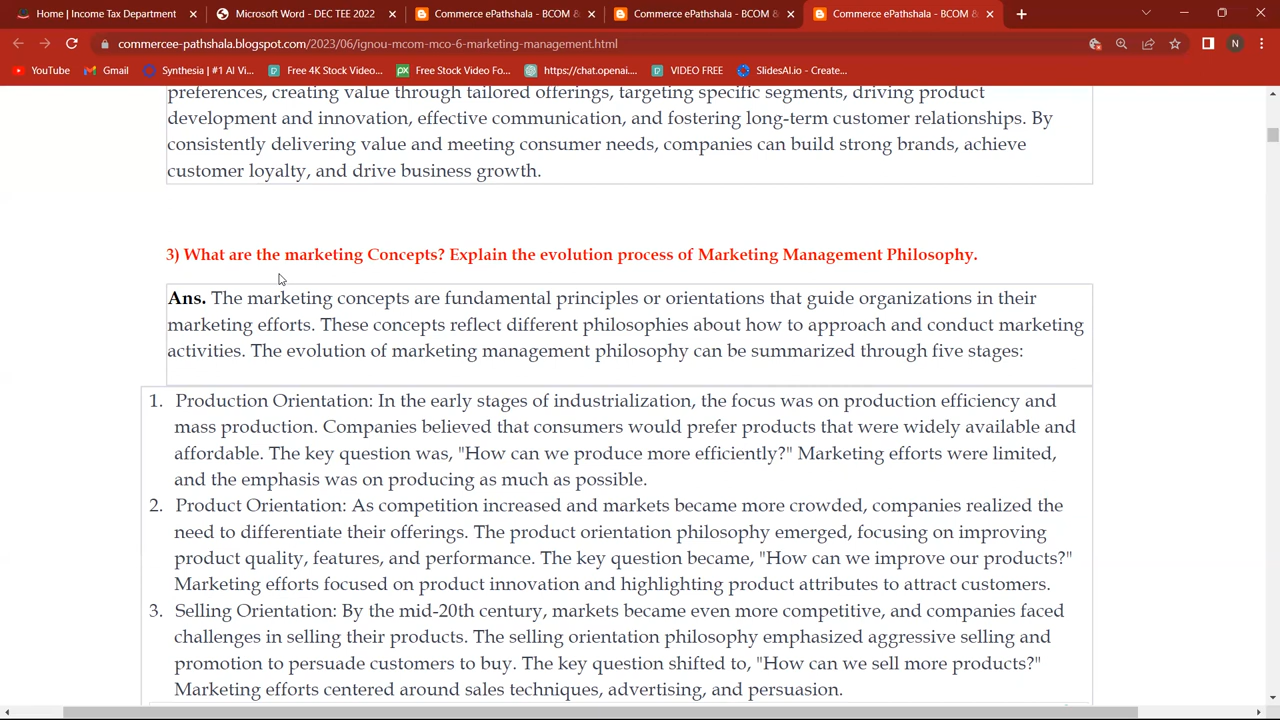 Home | Income Tax Department
Microsoft Word - DEC TEE 2022
Commerce ePathshala - BCOM &
Commerce ePathshala - BCOM &
Commerce ePathshala - BCOM &
commercee-pathshala.blogspot.com/2023/06/ignou-mcom-mco-6-marketing-management.html
N
YouTube
Gmail
Synthesia | #1 AI Vi...
Free 4K Stock Video...
Free Stock Video Fo...
https://chat.openai....
VIDEO FREE
SlidesAI.io - Create...
preferences, creating value through tailored offerings, targeting specific segments, driving product
development and innovation, effective communication, and fostering long-term customer relationships. By
consistently delivering value and meeting consumer needs, companies can build strong brands, achieve
customer loyalty, and drive business growth.
3) What are the marketing Concepts? Explain the evolution process of Marketing Management Philosophy.
Ans. The marketing concepts are fundamental principles or orientations that guide organizations in their
marketing efforts. These concepts reflect different philosophies about how to approach and conduct marketing
activities. The evolution of marketing management philosophy can be summarized through five stages:
1. Production Orientation: In the early stages of industrialization, the focus was on production efficiency and
mass production. Companies believed that consumers would prefer products that were widely available and
affordable. The key question was, "How can we produce more efficiently?" Marketing efforts were limited,
and the emphasis was on producing as much as possible.
2. Product Orientation: As competition increased and markets became more crowded, companies realized the
need to differentiate their offerings. The product orientation philosophy emerged, focusing on improving
product quality, features, and performance. The key question became, "How can we improve our products?"
Marketing efforts focused on product innovation and highlighting product attributes to attract customers.
3. Selling Orientation: By the mid-20th century, markets became even more competitive, and companies faced
challenges in selling their products. The selling orientation philosophy emphasized aggressive selling and
promotion to persuade customers to buy. The key question shifted to, "How can we sell more products?"
Marketing efforts centered around sales techniques, advertising, and persuasion.